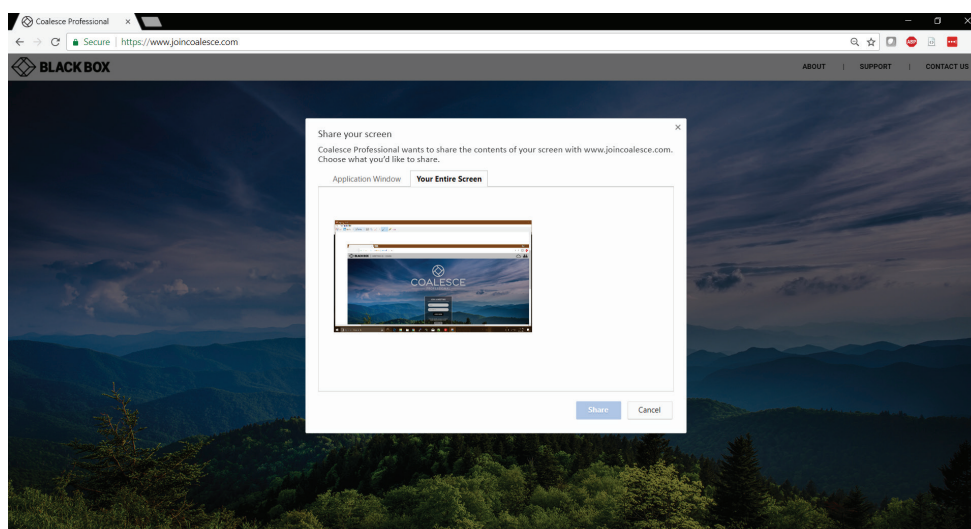 Coalesce Professional
Secure | https://www.joincoalesce.com
ABP
BLACK BOX
ABOUT | SUPPORT | CONTACT US
Share your screen
Coalesce Professional wants to share the contents of your screen with www.joincoalesce.com.
Choose what you'd like to share.
Application Window
Your Entire Screen
COALESCE
Share
Cancel